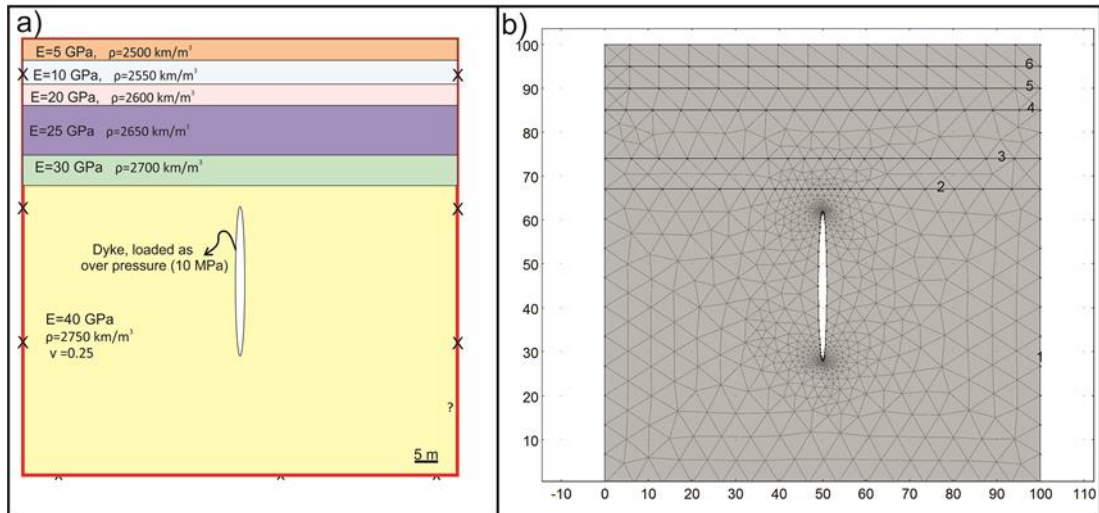 a)
E=5 GPa, ρ=2500 km/m³
E=10 GPa, ρ=2550 km/m³
E=20 GPa, ρ=2600 km/m³
E=25 GPa ρ=2650 km/m³
E=30 GPa ρ=2700 km/m³
Dyke, loaded as
over pressure (10 MPa)
E=40 GPa
ρ=2750 km/m³
v =0.25
?
5 m
b)
100
90
80
70
60
50
40
30
20
10
6
5
4
3
2
1
-10 0 10 20 30 40 50 60 70 80 90 100 110